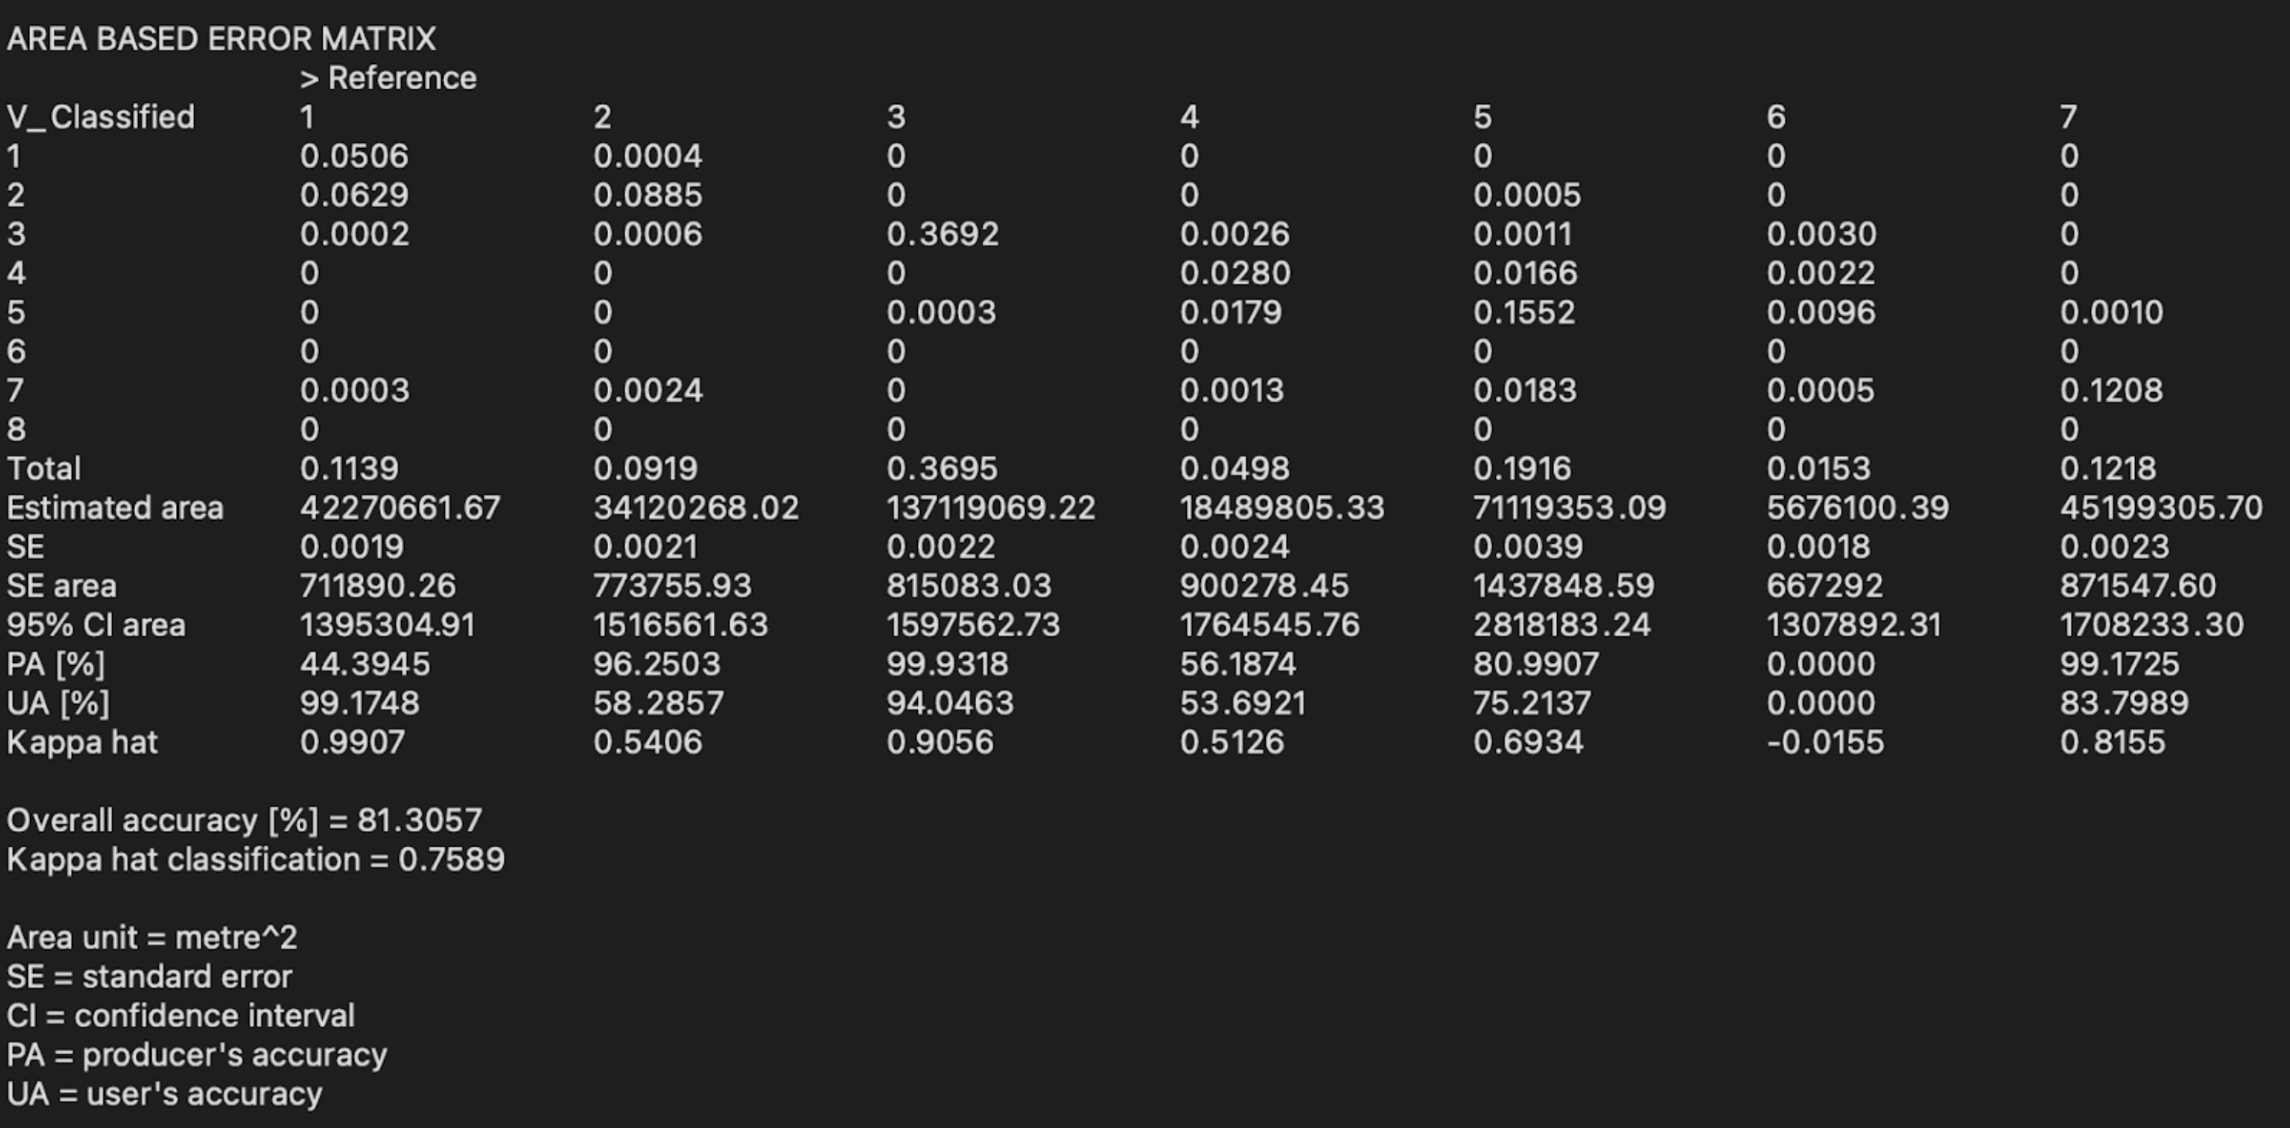 AREA BASED ERROR MATRIX
> Reference
V_Classified 1 2 3 4 5 6 7
1 0.0506 0.0004 0 0 0 0 0
2 0.0629 0.0885 0 0 0.0005 0 0
3 0.0002 0.0006 0.3692 0.0026 0.0011 0.0030 0
4 0 0 0 0.0280 0.0166 0.0022 0
5 0 0 0.0003 0.0179 0.1552 0.0096 0.0010
6 0 0 0 0 0 0 0
7 0.0003 0.0024 0 0.0013 0.0183 0.0005 0.1208
8 0 0 0 0 0 0 0
Total 0.1139 0.0919 0.3695 0.0498 0.1916 0.0153 0.1218
Estimated area 42270661.67 34120268.02 137119069.22 18489805.33 71119353.09 5676100.39 45199305.70
SE 0.0019 0.0021 0.0022 0.0024 0.0039 0.0018 0.0023
SE area 711890.26 773755.93 815083.03 900278.45 1437848.59 667292 871547.60
95% CI area 1395304.91 1516561.63 1597562.73 1764545.76 2818183.24 1307892.31 1708233.30
PA [%] 44.3945 96.2503 99.9318 56.1874 80.9907 0.0000 99.1725
UA [%] 99.1748 58.2857 94.0463 53.6921 75.2137 0.0000 83.7989
Kappa hat 0.9907 0.5406 0.9056 0.5126 0.6934 -0.0155 0.8155
Overall accuracy [%] = 81.3057
Kappa hat classification = 0.7589
Area unit = metre^2
SE = standard error
CI = confidence interval
PA = producer's accuracy
UA = user's accuracy